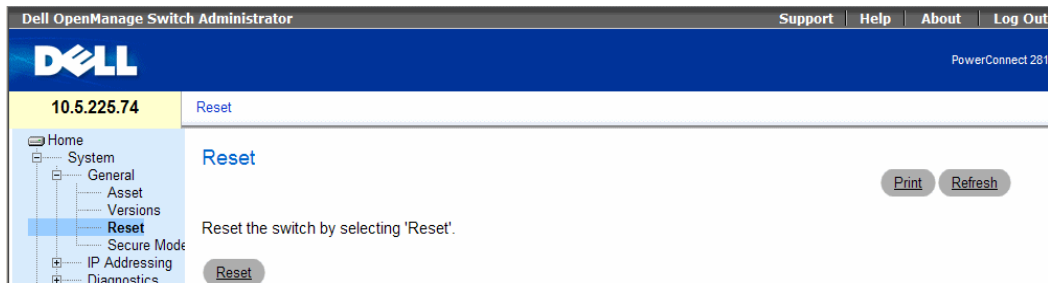 Dell OpenManage Switch Administrator
Support Help About Log Out
DELL
PowerConnect 281
10.5.225.74
Reset
Home
System
General
Asset
Versions
Reset
Secure Mode
IP Addressing
Diagnostics
Reset
Print Refresh
Reset the switch by selecting 'Reset'.
Reset